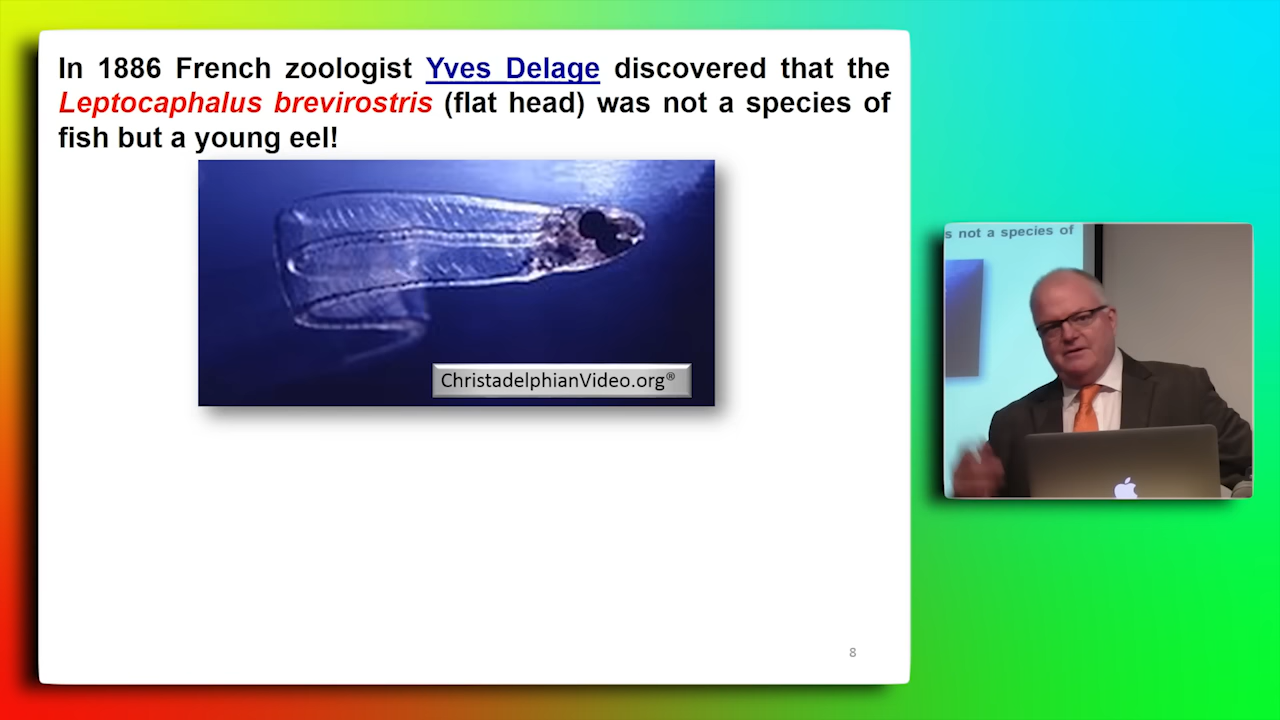 In 1886 French zoologist Yves Delage discovered that the
Leptocaphalus brevirostris (flat head) was not a species of
fish but a young eel!
ChristadelphianVideo.org®
8
s not a species of